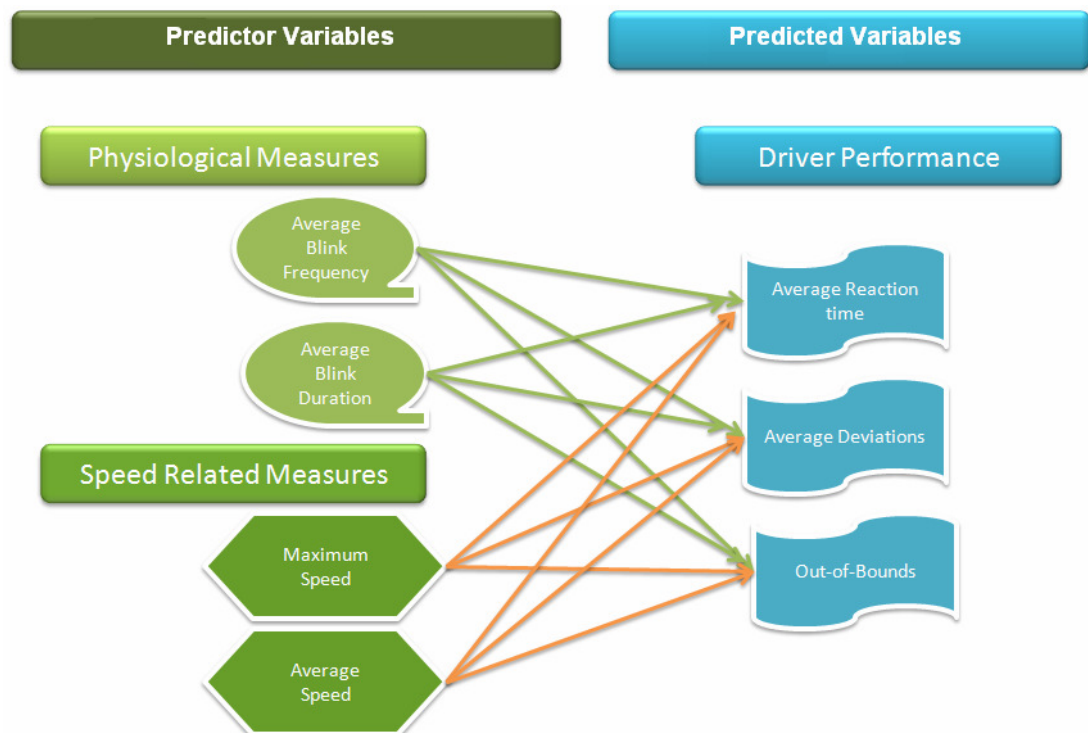 Predictor Variables
Predicted Variables
Physiological Measures
Driver Performance
Average
Blink
Frequency
Average Reaction
time
Average
Blink
Duration
Average Deviations
Speed Related Measures
Maximum
Speed
Out-of-Bounds
Average
Speed